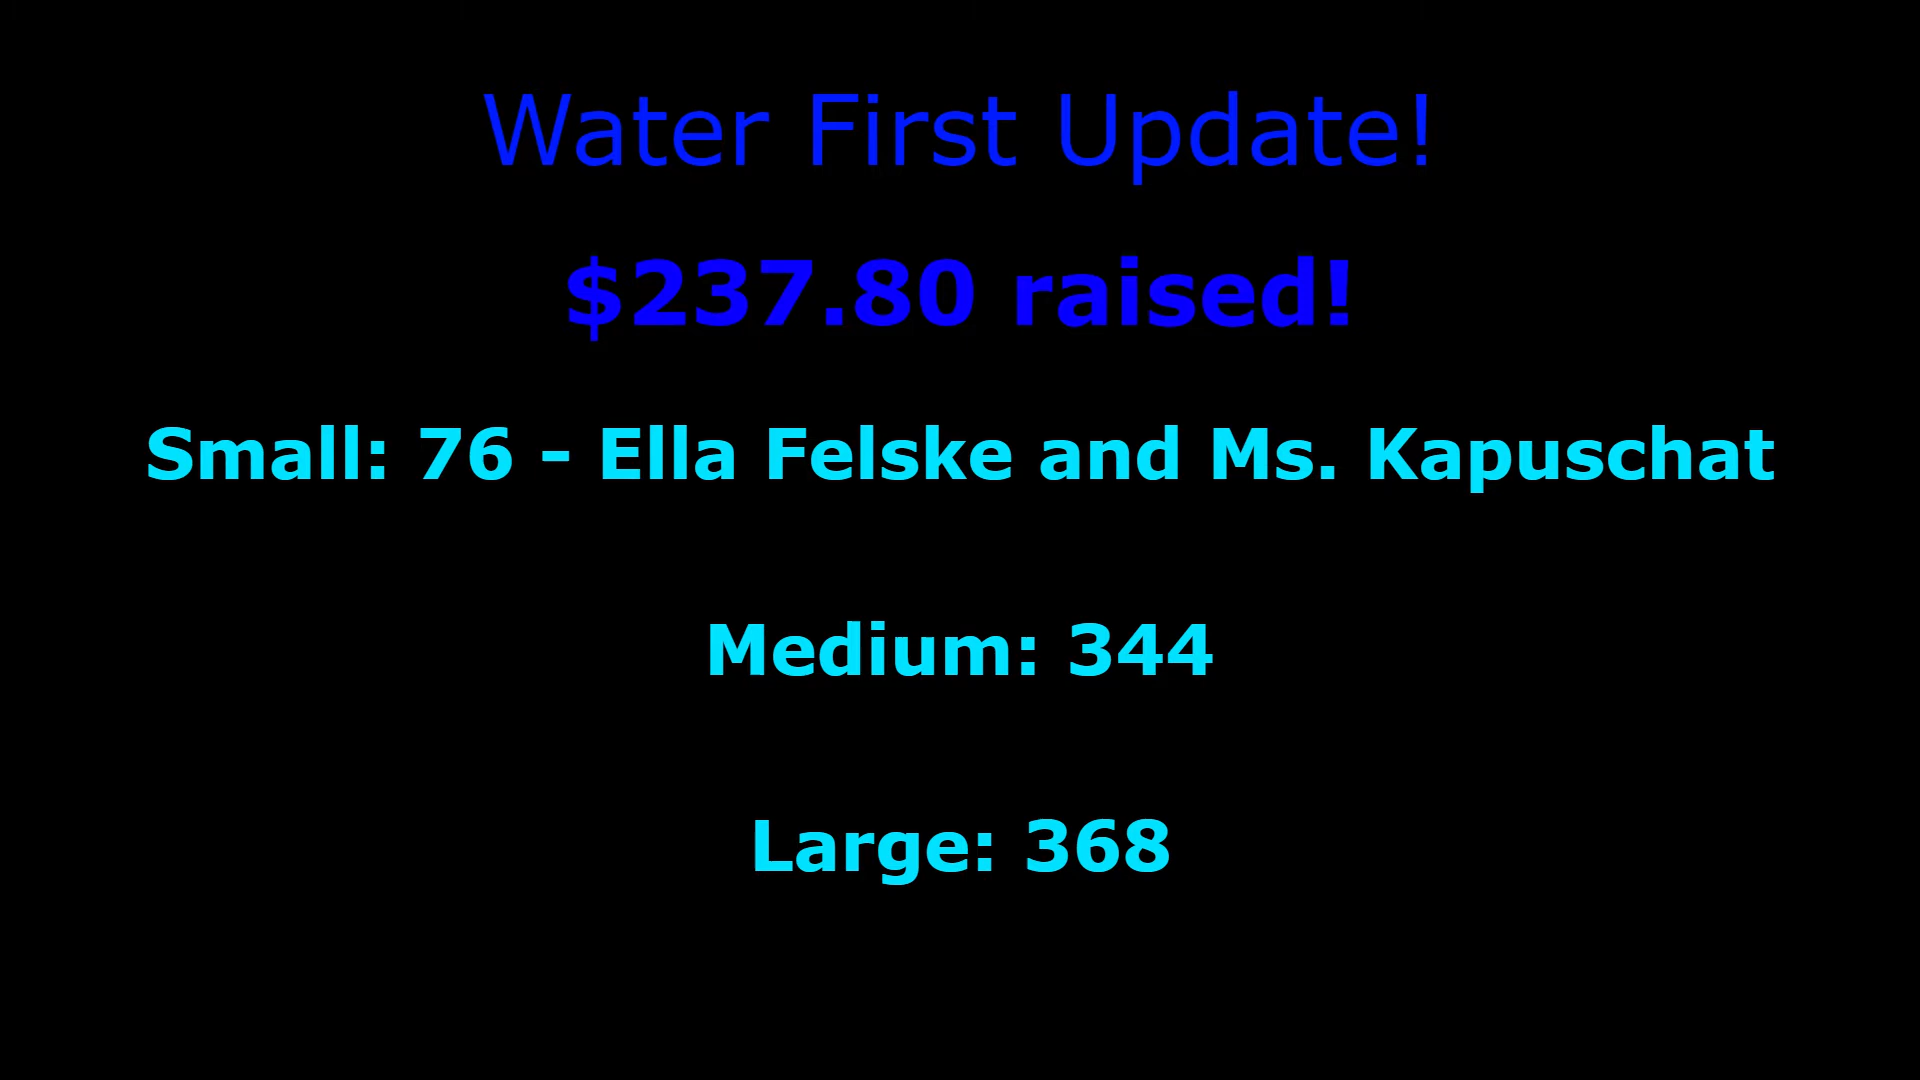 Water First Update!
$237.80 raised!
Small: 76 - Ella Felske and Ms. Kapuschat
Medium: 344
Large: 368